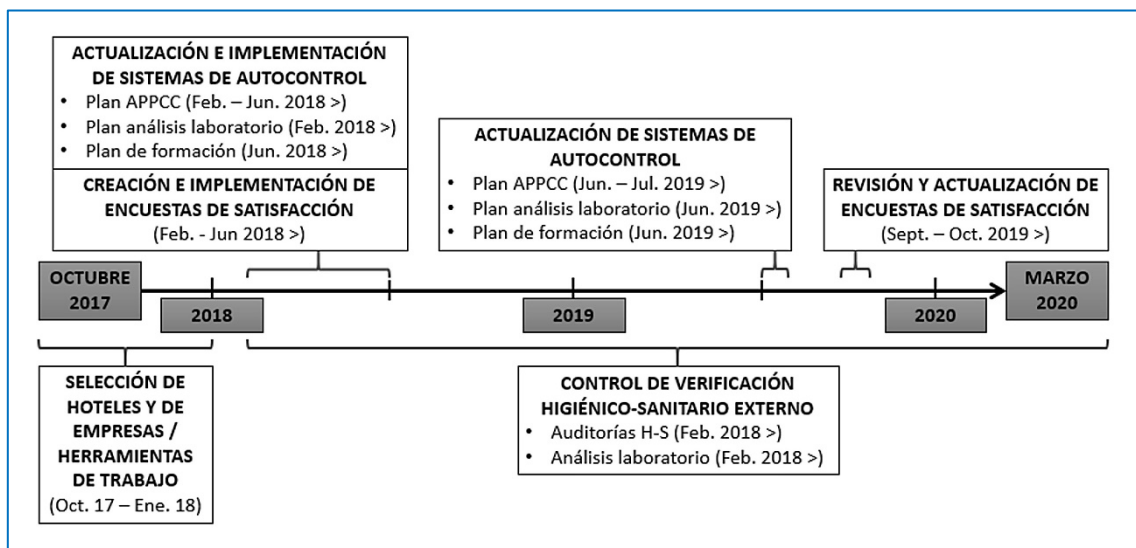 ACTUALIZACIÓN E IMPLEMENTACIÓN
DE SISTEMAS DE AUTOCONTROL
• Plan APPCC (Feb. – Jun. 2018 >)
• Plan análisis laboratorio (Feb. 2018 >)
• Plan de formación (Jun. 2018 >)
CREACIÓN E IMPLEMENTACIÓN DE
ENCUESTAS DE SATISFACCIÓN
(Feb. - Jun 2018 >)
ACTUALIZACIÓN DE SISTEMAS DE
AUTOCONTROL
• Plan APPCC (Jun. – Jul. 2019 >)
• Plan análisis laboratorio (Jun. 2019 >)
• Plan de formación (Jun. 2019 >)
REVISIÓN Y ACTUALIZACIÓN DE
ENCUESTAS DE SATISFACCIÓN
(Sept. – Oct. 2019 >)
OCTUBRE
2017
2018
2019
2020
MARZO
2020
SELECCIÓN DE
HOTELES Y DE
EMPRESAS /
HERRAMIENTAS
DE TRABAJO
(Oct. 17 – Ene. 18)
CONTROL DE VERIFICACIÓN
HIGIÉNICO-SANITARIO EXTERNO
• Auditorías H-S (Feb. 2018 >)
• Análisis laboratorio (Feb. 2018 >)